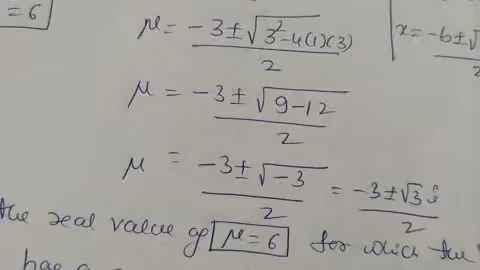 = 6
μ = -3 ± √(3² - 4(1)(3)) / 2
x = -b ± √
μ = -3 ± √(9 - 12) / 2
μ = -3 ± √(-3) / 2 = -3 ± √3 i / 2
the real value of μ = 6 for which the
has a